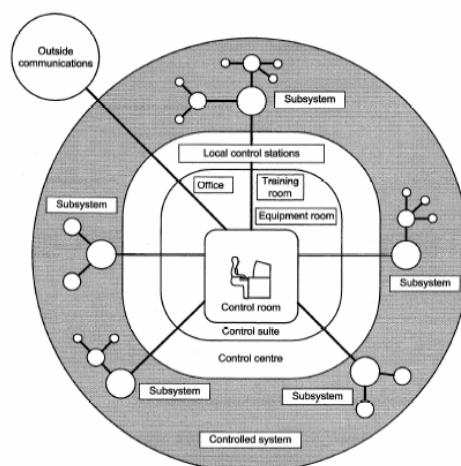 Outside
communications
Subsystem
Local control stations
Office
Training
room
Equipment room
Subsystem
Control room
Subsystem
Control suite
Control centre
Subsystem
Subsystem
Controlled system